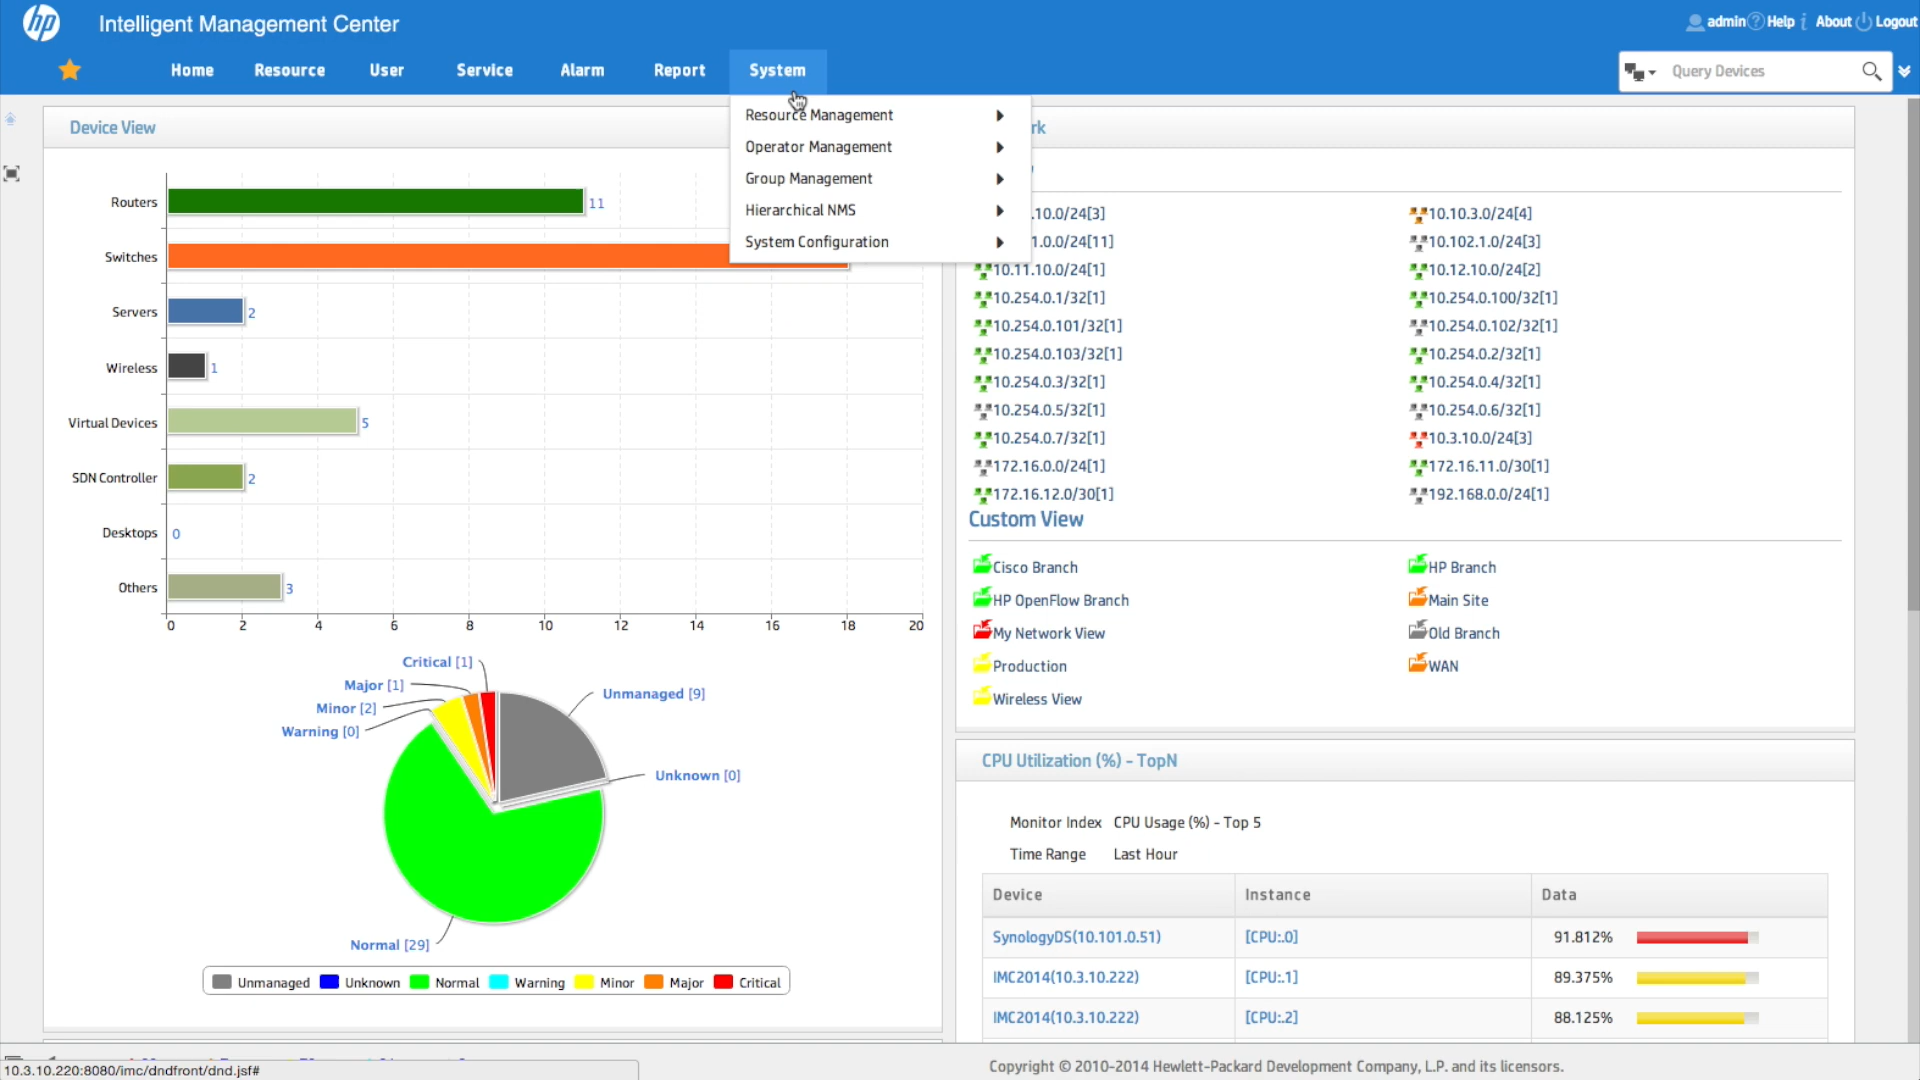 hp Intelligent Management Center
admin Help About Logout
Home Resource User Service Alarm Report System
Query Devices
Resource Management
Operator Management
Group Management
Hierarchical NMS
System Configuration
Device View
Routers 11
Switches
Servers 2
Wireless 1
Virtual Devices 5
SDN Controller 2
Desktops 0
Others 3
0 2 4 6 8 10 12 14 16 18 20
Critical [1]
Major [1]
Minor [2]
Warning [0]
Unmanaged [9]
Unknown [0]
Normal [29]
Unmanaged Unknown Normal Warning Minor Major Critical
rk
.10.0/24[3] 10.10.3.0/24[4]
1.0.0/24[11] 10.102.1.0/24[3]
10.11.10.0/24[1] 10.12.10.0/24[2]
10.254.0.1/32[1] 10.254.0.100/32[1]
10.254.0.101/32[1] 10.254.0.102/32[1]
10.254.0.103/32[1] 10.254.0.2/32[1]
10.254.0.3/32[1] 10.254.0.4/32[1]
10.254.0.5/32[1] 10.254.0.6/32[1]
10.254.0.7/32[1] 10.3.10.0/24[3]
172.16.0.0/24[1] 172.16.11.0/30[1]
172.16.12.0/30[1] 192.168.0.0/24[1]
Custom View
Cisco Branch HP Branch
HP OpenFlow Branch Main Site
My Network View Old Branch
Production WAN
Wireless View
CPU Utilization (%) - TopN
Monitor Index CPU Usage (%) - Top 5
Time Range Last Hour
Device Instance Data
SynologyDS(10.101.0.51) [CPU:.0] 91.812%
IMC2014(10.3.10.222) [CPU:.1] 89.375%
IMC2014(10.3.10.222) [CPU:.2] 88.125%
10.3.10.220:8080/imc/dndfront/dnd.jsf#
Copyright © 2010-2014 Hewlett-Packard Development Company, L.P. and its licensors.